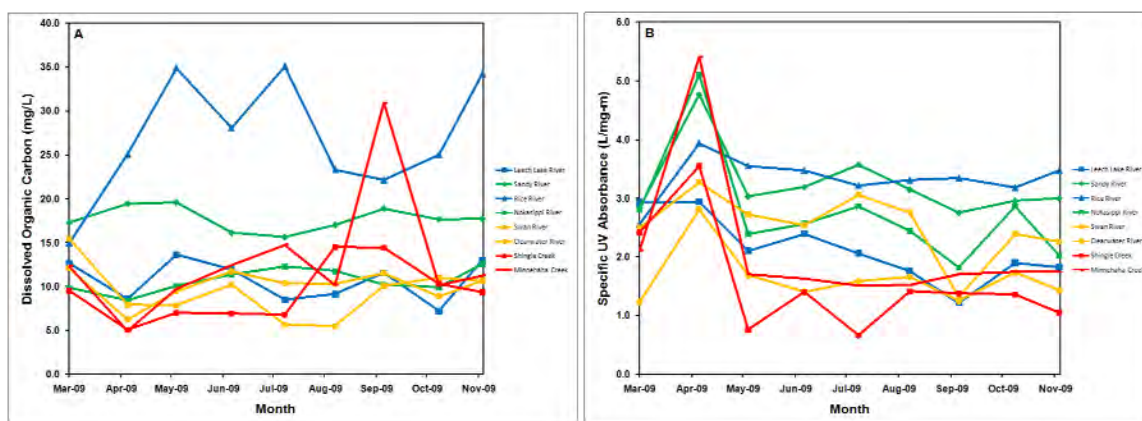 A
Dissolved Organic Carbon (mg/L)
40.0
35.0
30.0
25.0
20.0
15.0
10.0
5.0
0.0
Mar-09 Apr-09 May-09 Jun-09 Jul-09 Aug-09 Sep-09 Oct-09 Nov-09
Month
Leech Lake River
Sandy River
Rice River
Nokasippi River
Swan River
Clearwater River
Shingle Creek
Minnehaha Creek
B
Specific UV Absorbance (L/mg-m)
6.0
5.0
4.0
3.0
2.0
1.0
0.0
Mar-09 Apr-09 May-09 Jun-09 Jul-09 Aug-09 Sep-09 Oct-09 Nov-09
Month
Leech Lake River
Sandy River
Rice River
Nokasippi River
Swan River
Clearwater River
Shingle Creek
Minnehaha Creek